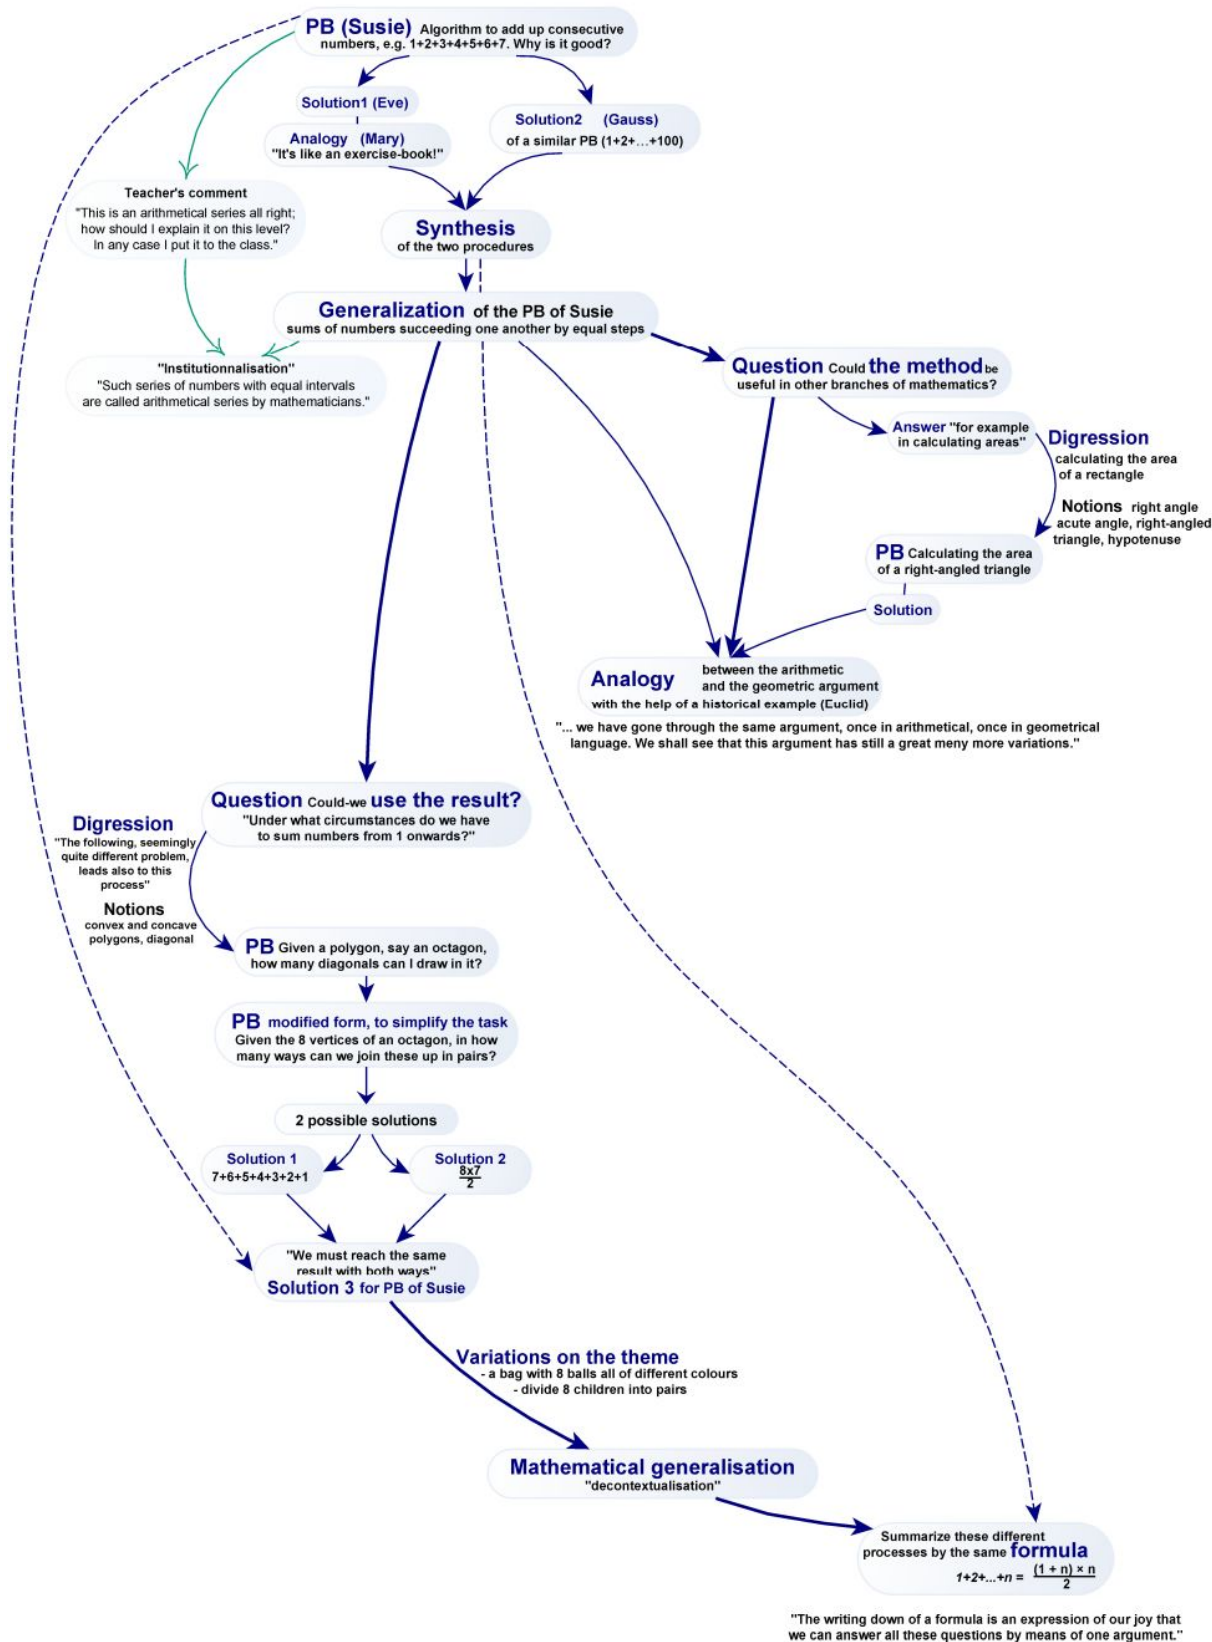 PB (Susie) Algorithm to add up consecutive
numbers, e.g. 1+2+3+4+5+6+7. Why is it good?
Solution1 (Eve)
Analogy (Mary)
"It's like an exercise-book!"
Solution2 (Gauss)
of a similar PB (1+2+...+100)
Teacher's comment
"This is an arithmetical series all right;
how should I explain it on this level?
In any case I put it to the class."
Synthesis
of the two procedures
Generalization of the PB of Susie
sums of numbers succeeding one another by equal steps
"Institutionnalisation"
"Such series of numbers with equal intervals
are called arithmetical series by mathematicians."
Question Could the method be
useful in other branches of mathematics?
Answer "for example
in calculating areas"
Digression
calculating the area
of a rectangle
Notions right angle
acute angle, right-angled
triangle, hypotenuse
PB Calculating the area
of a right-angled triangle
Solution
Analogy between the arithmetic
and the geometric argument
with the help of a historical example (Euclid)
"... we have gone through the same argument, once in arithmetical, once in geometrical
language. We shall see that this argument has still a great meny more variations."
Question Could-we use the result?
"Under what circumstances do we have
to sum numbers from 1 onwards?"
Digression
"The following, seemingly
quite different problem,
leads also to this
process"
Notions
convex and concave
polygons, diagonal
PB Given a polygon, say an octagon,
how many diagonals can I draw in it?
PB modified form, to simplify the task
Given the 8 vertices of an octagon, in how
many ways can we join these up in pairs?
2 possible solutions
Solution 1
7+6+5+4+3+2+1
Solution 2
8x7
2
"We must reach the same
result with both ways"
Solution 3 for PB of Susie
Variations on the theme
- a bag with 8 balls all of different colours
- divide 8 children into pairs
Mathematical generalisation
"decontextualisation"
Summarize these different
processes by the same formula
1+2+...+n = (1 + n) × n
2
"The writing down of a formula is an expression of our joy that
we can answer all these questions by means of one argument."